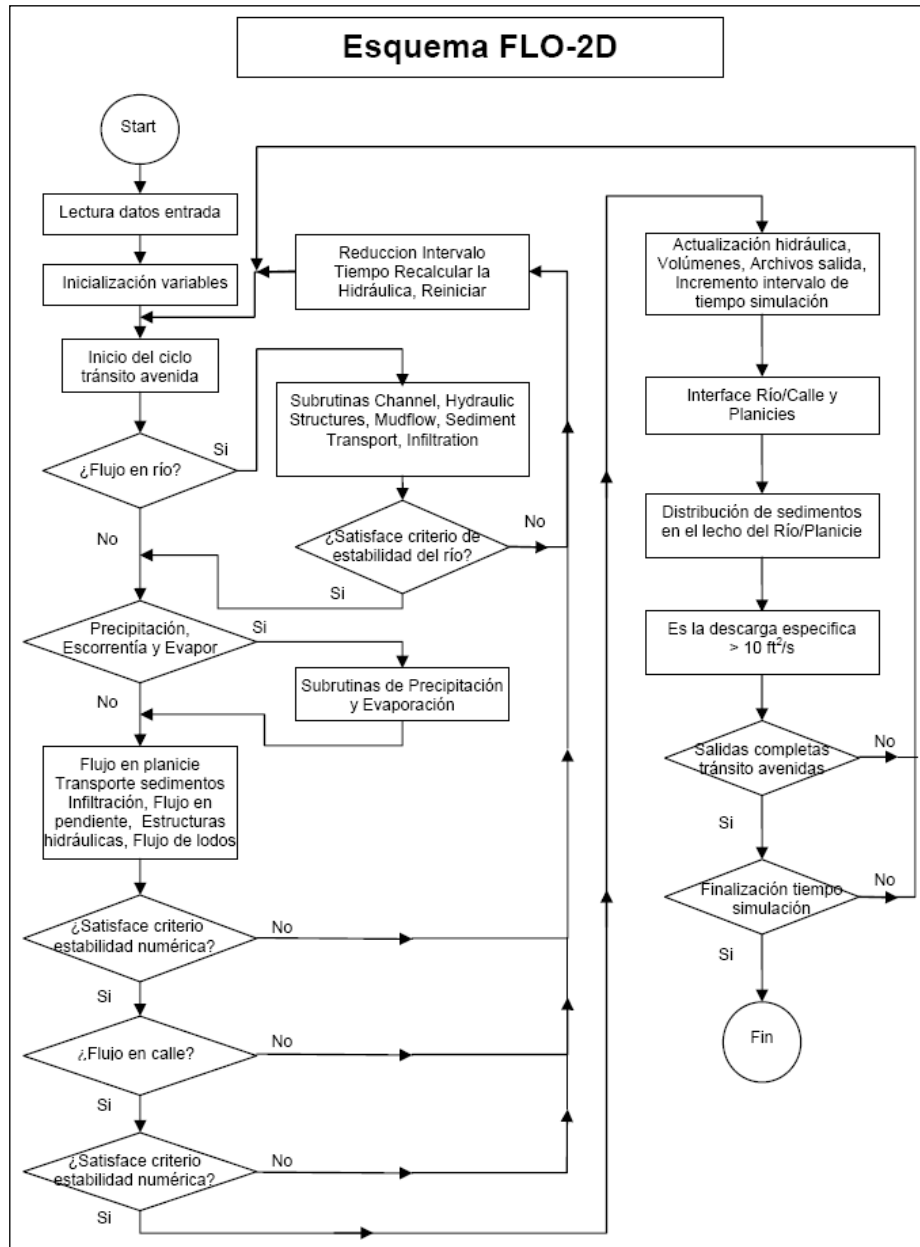 Esquema FLO-2D
Start
Lectura datos entrada
Inicialización variables
Inicio del ciclo
tránsito avenida
¿Flujo en río?
Si
No
Reduccion Intervalo
Tiempo Recalcular la
Hidráulica, Reiniciar
Subrutinas Channel, Hydraulic
Structures, Mudflow, Sediment
Transport, Infiltration
¿Satisface criterio de
estabilidad del río?
No
Si
Precipitación,
Escorrentía y Evapor
Si
No
Subrutinas de Precipitación
y Evaporación
Flujo en planicie
Transporte sedimentos
Infiltración, Flujo en
pendiente, Estructuras
hidráulicas, Flujo de lodos
¿Satisface criterio
estabilidad numérica?
No
Si
¿Flujo en calle?
No
Si
¿Satisface criterio
estabilidad numérica?
No
Si
Actualización hidráulica,
Volúmenes, Archivos salida,
Incremento intervalo de
tiempo simulación
Interface Río/Calle y
Planicies
Distribución de sedimentos
en el lecho del Río/Planicie
Es la descarga especifica
> 10 ft²/s
Salidas completas
tránsito avenidas
No
Si
Finalización tiempo
simulación
No
Si
Fin